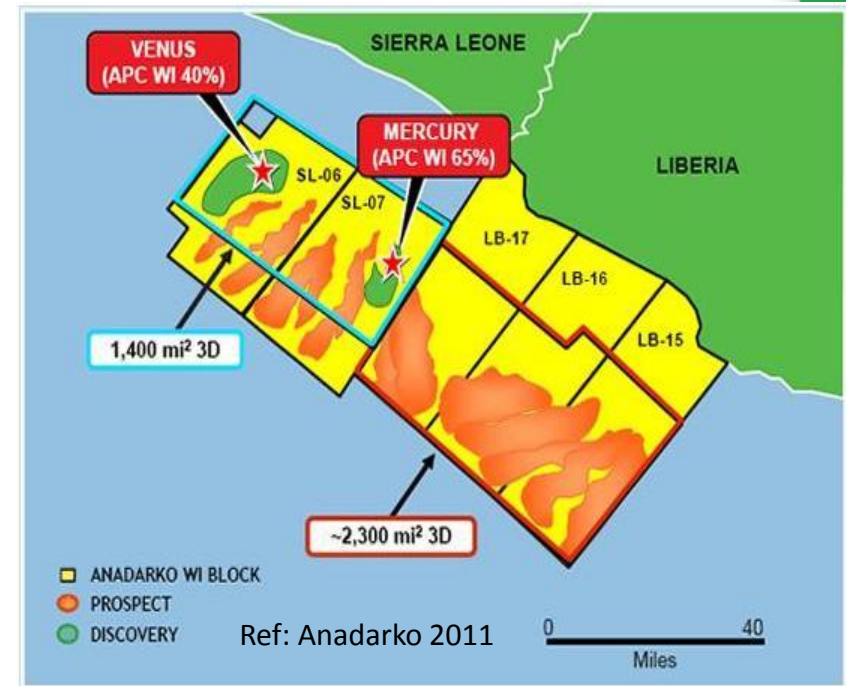 VENUS
(APC WI 40%)
SIERRA LEONE
MERCURY
(APC WI 65%)
LIBERIA
SL-06
SL-07
LB-17
LB-16
LB-15
1,400 mi² 3D
~2,300 mi² 3D
ANADARKO WI BLOCK
PROSPECT
DISCOVERY
Ref: Anadarko 2011
0 40
Miles